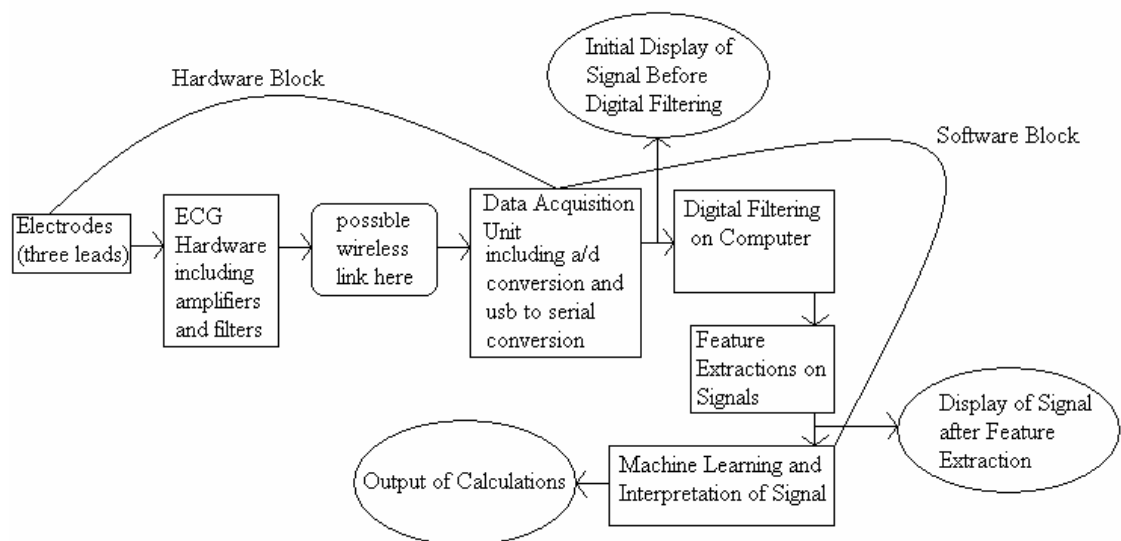 Hardware Block
Initial Display of
Signal Before
Digital Filtering
Software Block
Electrodes
(three leads)
ECG
Hardware
including
amplifiers
and filters
possible
wireless
link here
Data Acquisition
Unit
including a/d
conversion and
usb to serial
conversion
Digital Filtering
on Computer
Feature
Extractions on
Signals
Display of Signal
after Feature
Extraction
Machine Learning and
Interpretation of Signal
Output of Calculations